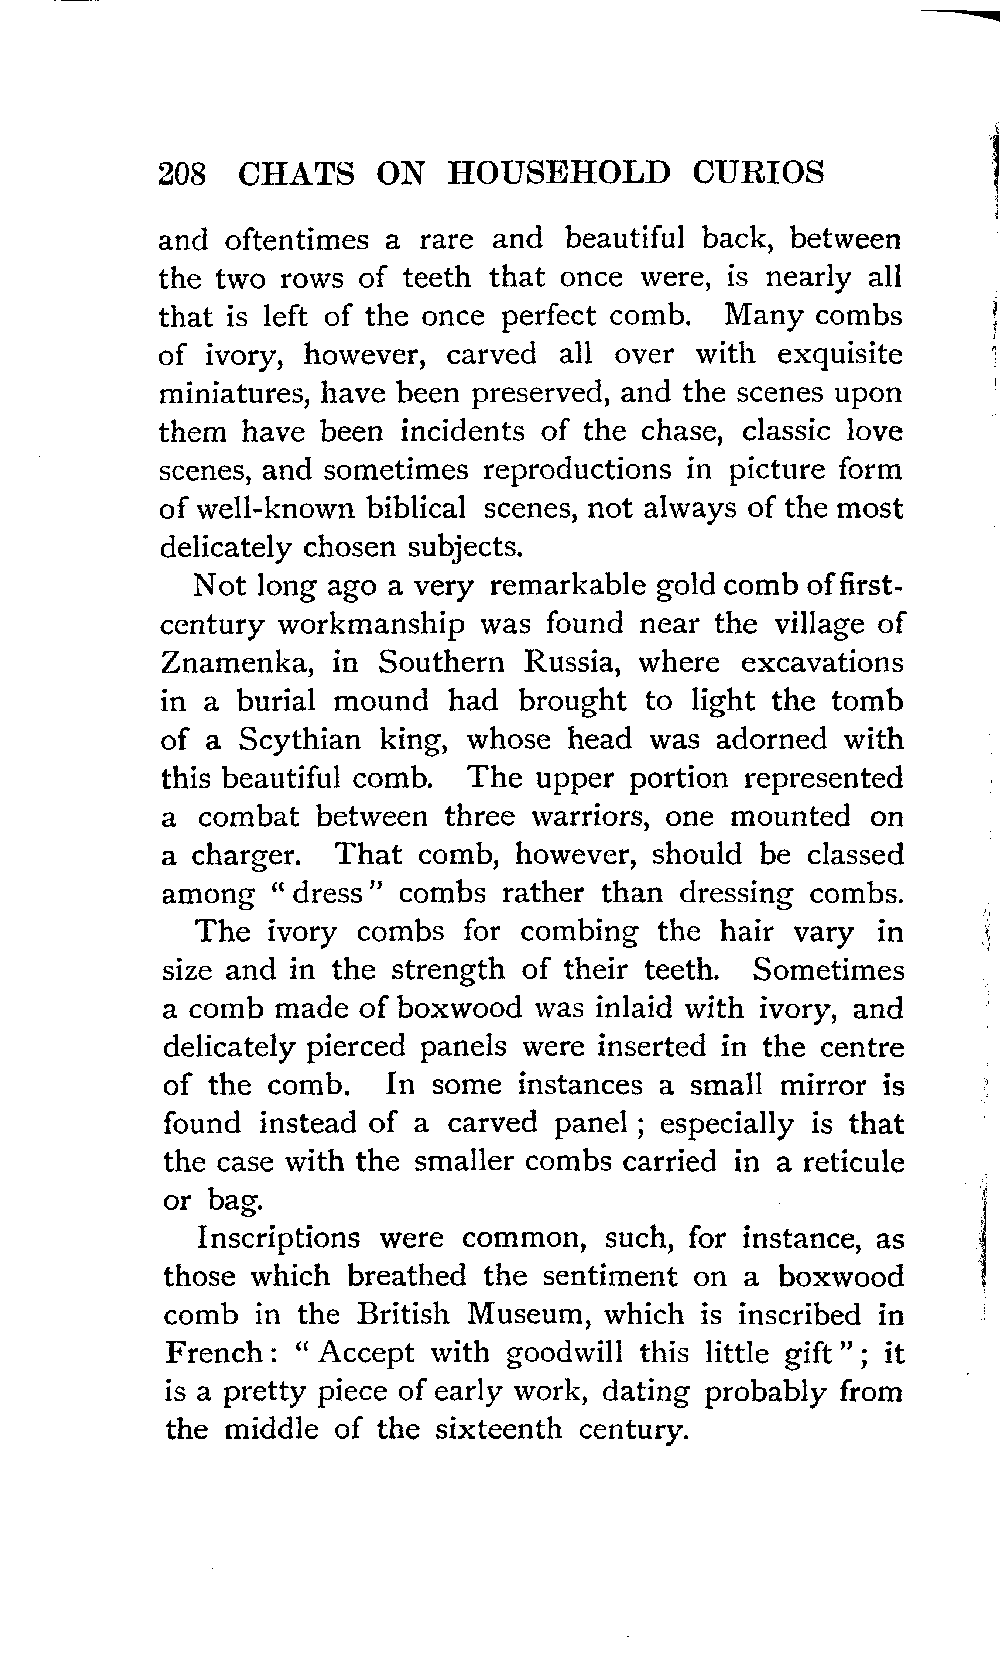 208 CHATS ON HOUSEHOLD CURIOS
and oftentimes a rare and beautiful back, between
the two rows of teeth that once were, is nearly all
that is left of the once perfect comb. Many combs
of ivory, however, carved all over with exquisite
miniatures, have been preserved, and the scenes upon
them have been incidents of the chase, classic love
scenes, and sometimes reproductions in picture form
of well-known biblical scenes, not always of the most
delicately chosen subjects.
Not long ago a very remarkable gold comb of first-
century workmanship was found near the village of
Znamenka, in Southern Russia, where excavations
in a burial mound had brought to light the tomb
of a Scythian king, whose head was adorned with
this beautiful comb. The upper portion represented
a combat between three warriors, one mounted on
a charger. That comb, however, should be classed
among “ dress ” combs rather than dressing combs.
The ivory combs for combing the hair vary in
size and in the strength of their teeth. Sometimes
a comb made of boxwood was inlaid with ivory, and
delicately pierced panels were inserted in the centre
of the comb. In some instances a small mirror is
found instead of a carved panel ; especially is that
the case with the smaller combs carried in a reticule
or bag.
Inscriptions were common, such, for instance, as
those which breathed the sentiment on a boxwood
comb in the British Museum, which is inscribed in
French : “ Accept with goodwill this little gift ” ; it
is a pretty piece of early work, dating probably from
the middle of the sixteenth century.